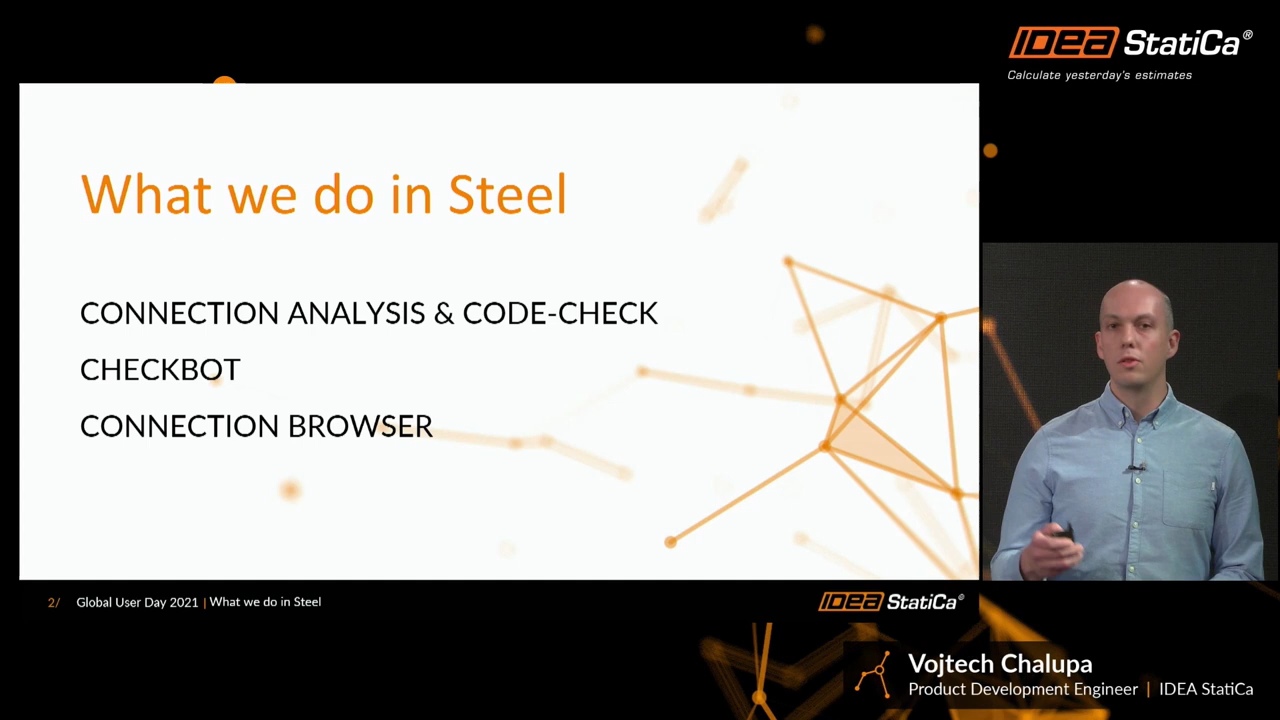 IDEA StatiCa®
Calculate yesterday's estimates
What we do in Steel
CONNECTION ANALYSIS & CODE-CHECK
CHECKBOT
CONNECTION BROWSER
2/ Global User Day 2021 | What we do in Steel
IDEA StatiCa®
Vojtech Chalupa
Product Development Engineer | IDEA StatiCa